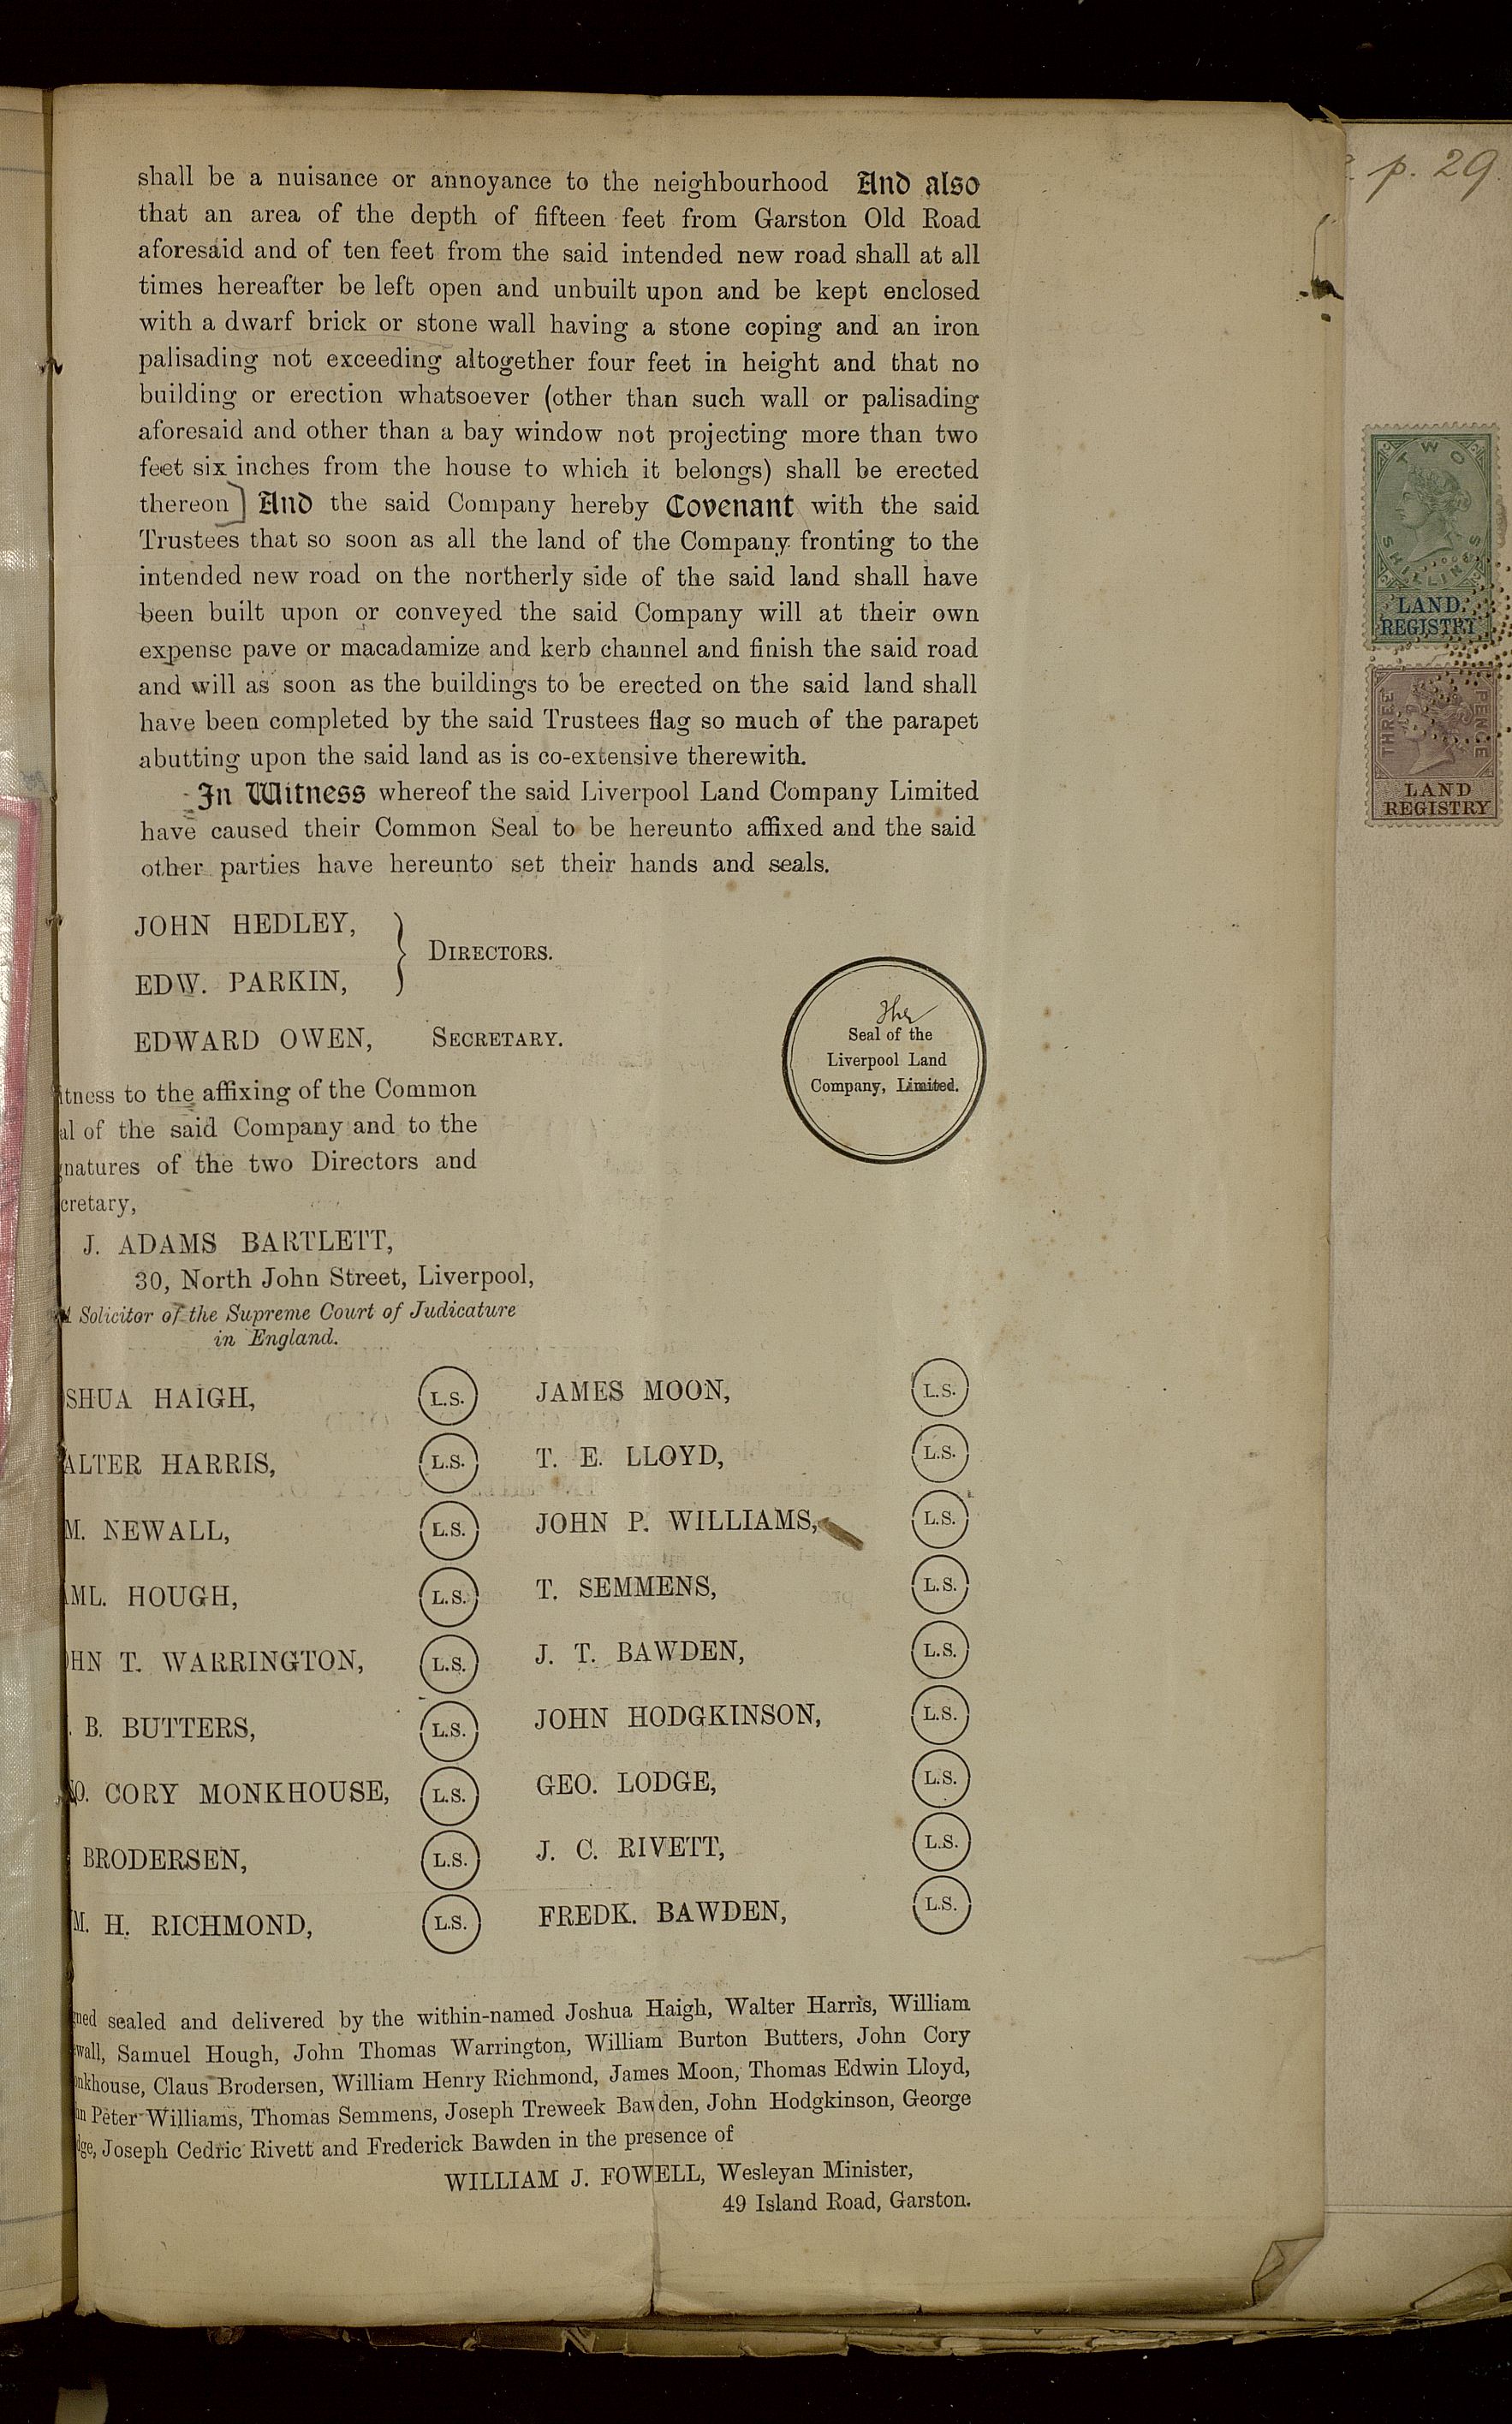 shall be a nuisance or annoyance to the neighbourhood And also
that an area of the depth of fifteen feet from Garston Old Road
aforesaid and of ten feet from the said intended new road shall at all
times hereafter be left open and unbuilt upon and be kept enclosed
with a dwarf brick or stone wall having a stone coping and an iron
palisading not exceeding altogether four feet in height and that no
building or erection whatsoever (other than such wall or palisading
aforesaid and other than a bay window not projecting more than two
feet six inches from the house to which it belongs) shall be erected
thereon] And the said Company hereby Covenant with the said
Trustees that so soon as all the land of the Company fronting to the
intended new road on the northerly side of the said land shall have
been built upon or conveyed the said Company will at their own
expense pave or macadamize and kerb channel and finish the said road
and will as soon as the buildings to be erected on the said land shall
have been completed by the said Trustees flag so much of the parapet
abutting upon the said land as is co-extensive therewith.
In Witness whereof the said Liverpool Land Company Limited
have caused their Common Seal to be hereunto affixed and the said
other parties have hereunto set their hands and seals.
JOHN HEDLEY,
EDW. PARKIN,
DIRECTORS.
EDWARD OWEN, SECRETARY.
The
Seal of the
Liverpool Land
Company, Limited.
itness to the affixing of the Common
al of the said Company and to the
gnatures of the two Directors and
cretary,
J. ADAMS BARTLETT,
30, North John Street, Liverpool,
A Solicitor of the Supreme Court of Judicature
in England.
SHUA HAIGH, L.S. JAMES MOON, L.S.
ALTER HARRIS, L.S. T. E. LLOYD, L.S.
M. NEWALL, L.S. JOHN P. WILLIAMS, L.S.
AML. HOUGH, L.S. T. SEMMENS, L.S.
OHN T. WARRINGTON, L.S. J. T. BAWDEN, L.S.
. B. BUTTERS, L.S. JOHN HODGKINSON, L.S.
NO. CORY MONKHOUSE, L.S. GEO. LODGE, L.S.
BRODERSEN, L.S. J. C. RIVETT, L.S.
M. H. RICHMOND, L.S. FREDK. BAWDEN, L.S.
gned sealed and delivered by the within-named Joshua Haigh, Walter Harris, William
ewall, Samuel Hough, John Thomas Warrington, William Burton Butters, John Cory
onkhouse, Claus Brodersen, William Henry Richmond, James Moon, Thomas Edwin Lloyd,
hn Peter Williams, Thomas Semmens, Joseph Treweek Bawden, John Hodgkinson, George
dge, Joseph Cedric Rivett and Frederick Bawden in the presence of
WILLIAM J. FOWELL, Wesleyan Minister,
49 Island Road, Garston.
p. 29
TWO
SHILLINGS
LAND
REGISTRY
THREE PENCE
LAND
REGISTRY